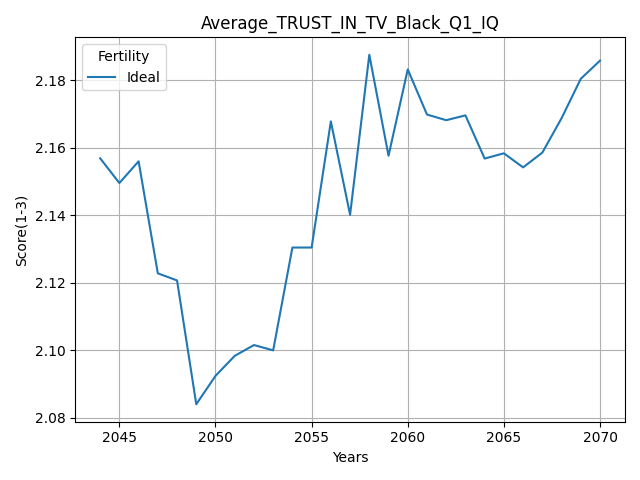 Average_TRUST_IN_TV_Black_Q1_IQ
Fertility
Ideal
Score(1-3)
2.18
2.16
2.14
2.12
2.10
2.08
2045 2050 2055 2060 2065 2070
Years